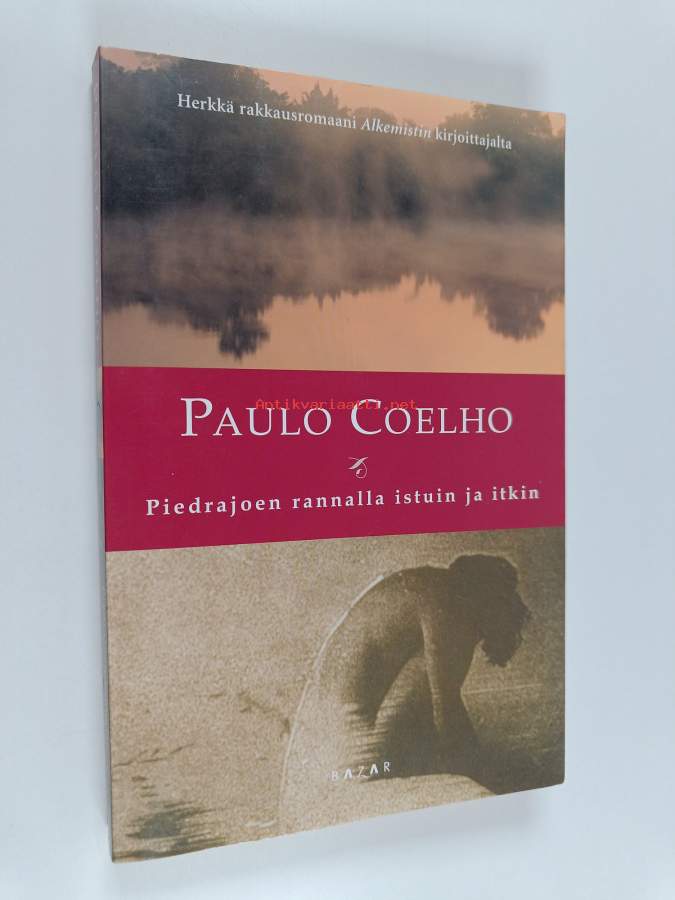 Herkkä rakkausromaani Alkemistin kirjoittajalta
PAULO COELHO
Antikvariaatti.net
Piedrajoen rannalla istuin ja itkin
BAZAR